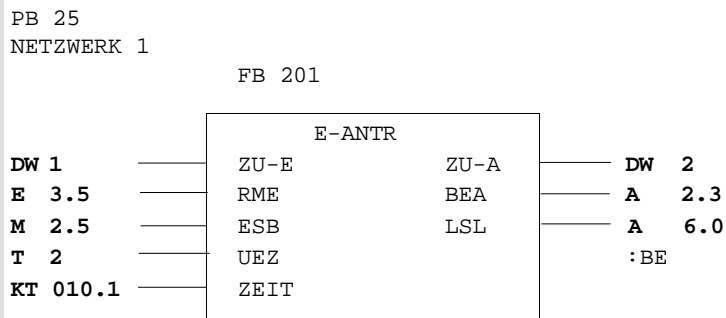 PB 25
NETZWERK 1
FB 201
E-ANTR
DW 1 ZU-E ZU-A DW 2
E 3.5 RME BEA A 2.3
M 2.5 ESB LSL A 6.0
T 2 UEZ :BE
KT 010.1 ZEIT